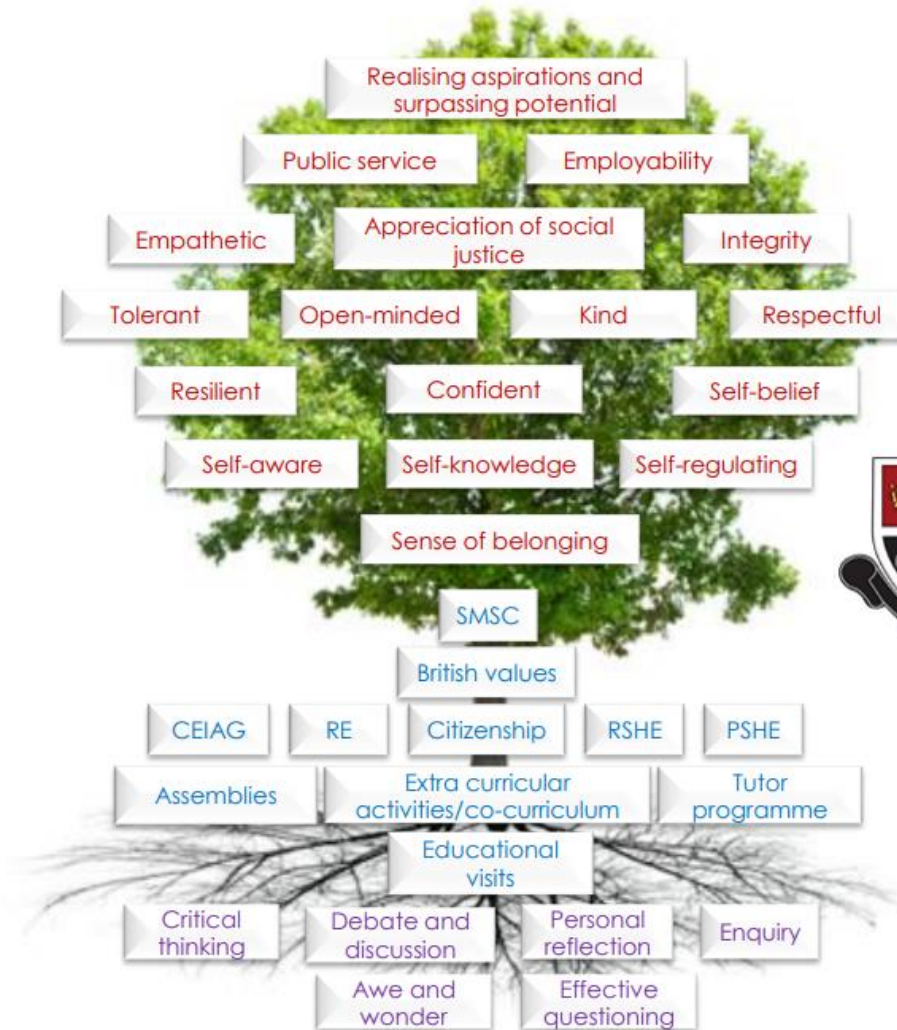 Realising aspirations and
surpassing potential
Public service
Employability
Empathetic
Appreciation of social
justice
Integrity
Tolerant
Open-minded
Kind
Respectful
Resilient
Confident
Self-belief
Self-aware
Self-knowledge
Self-regulating
Sense of belonging
SMSC
British values
CEIAG
RE
Citizenship
RSHE
PSHE
Assemblies
Extra curricular
activities/co-curriculum
Tutor
programme
Educational
visits
Critical
thinking
Debate and
discussion
Personal
reflection
Enquiry
Awe and
wonder
Effective
questioning